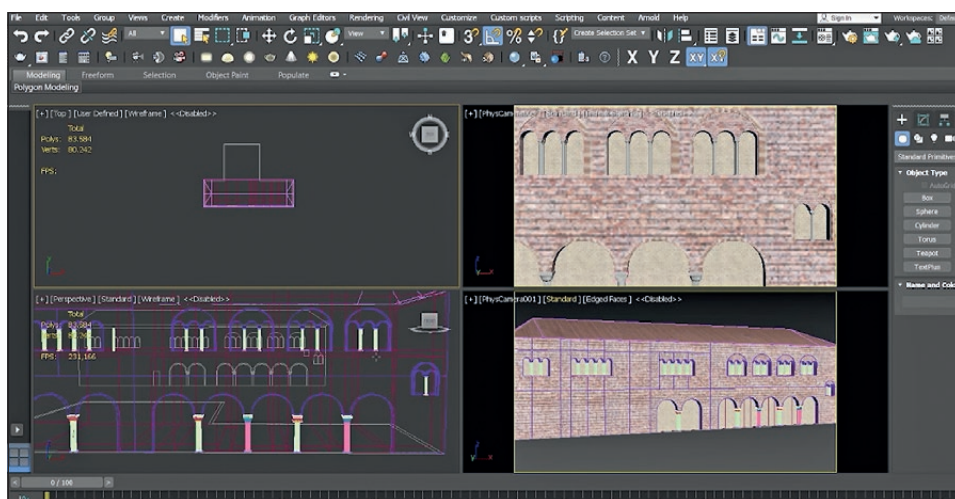 File Edit Tools Group Views Create Modifiers Animation Graph Editors Rendering Civil View Customize Custom scripts Scripting Content Arnold Help Sign In Workspaces: Defau
All View 3 Create Selection Set
X Y Z XY
Modeling Freeform Selection Object Paint Populate
Polygon Modeling
[+] [Top] [User Defined] [Wireframe] <<Disabled>>
Total
Polys: 83.584
Verts: 80.242
FPS:
Standard Primitives
Object Type
AutoGrid
Box
Sphere
Cylinder
Torus
Teapot
TextPlus
Name and Colo
[+] [Perspective] [Standard] [Wireframe] <<Disabled>>
Total
Polys: 83.584
FPS: 231,166
[+] [PhysCamera001] [Standard] [Edged Faces] <<Disabled>>
0 / 100